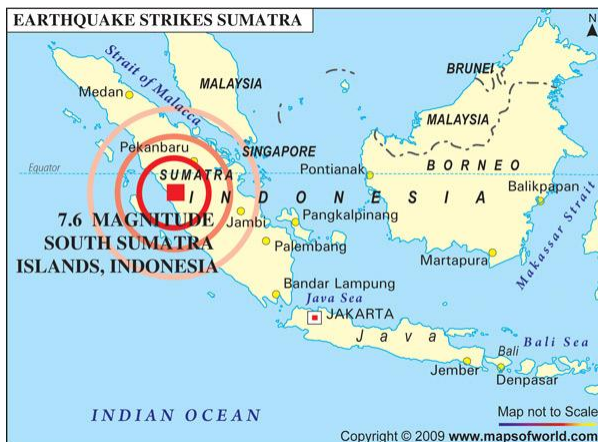 EARTHQUAKE STRIKES SUMATRA
N
Strait of Malacca
BRUNEI
Medan
MALAYSIA
MALAYSIA
Pekanbaru
SINGAPORE
Equator
SUMATRA
Pontianak
BORNEO
INDONESIA
Balikpapan
7.6 MAGNITUDE
SOUTH SUMATRA
ISLANDS, INDONESIA
Jambi
Pangkalpinang
Palembang
Martapura
Makassar Strait
Bandar Lampung
Java Sea
JAKARTA
Java
Bali Sea
Bali
Jember
Denpasar
INDIAN OCEAN
Map not to Scale
Copyright © 2009 www.mapsofworld.com